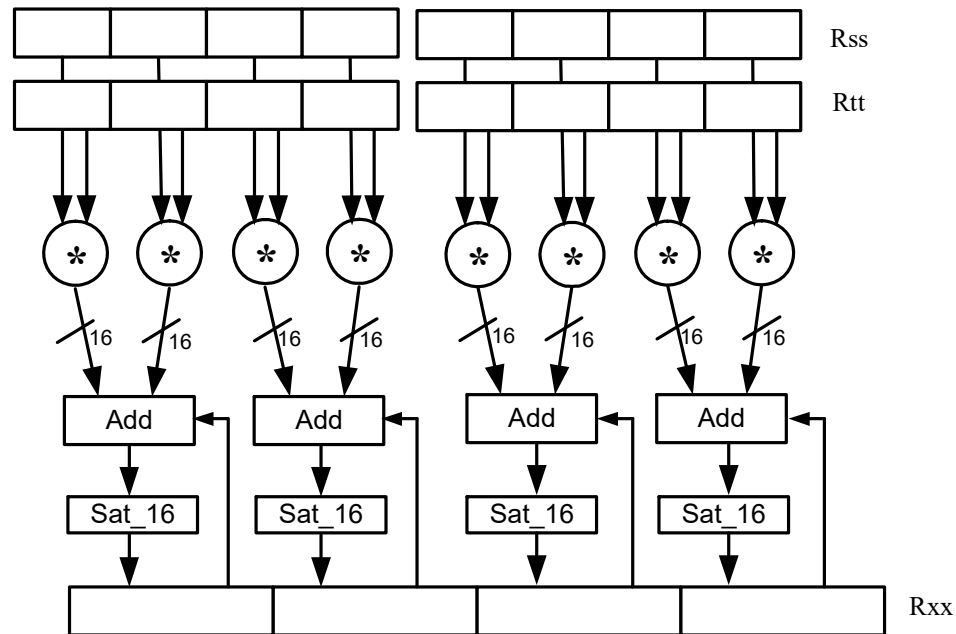 Rss
Rtt
* * * * * * * *
16 16 16 16 16 16 16 16
Add Add Add Add
Sat_16 Sat_16 Sat_16 Sat_16
Rxx